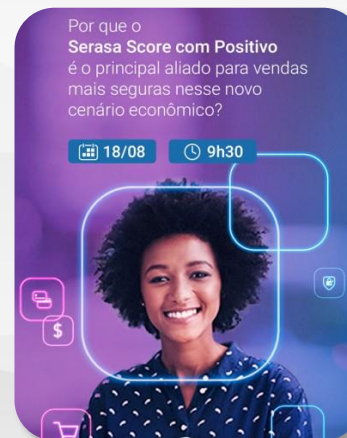 Por que o
Serasa Score com Positivo
é o principal aliado para vendas
mais seguras nesse novo
cenário econômico?
18/08 9h30
$